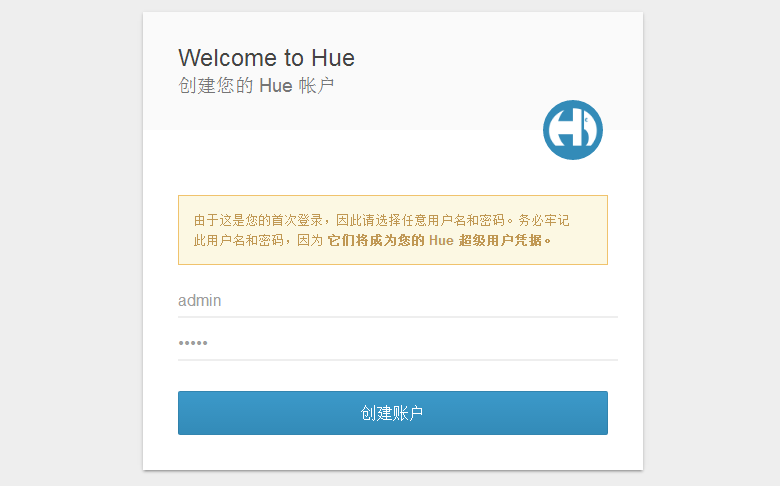 Welcome to Hue
创建您的 Hue 帐户
由于这是您的首次登录，因此请选择任意用户名和密码。务必牢记
此用户名和密码，因为 它们将成为您的 Hue 超级用户凭据。
admin
•••••
创建账户